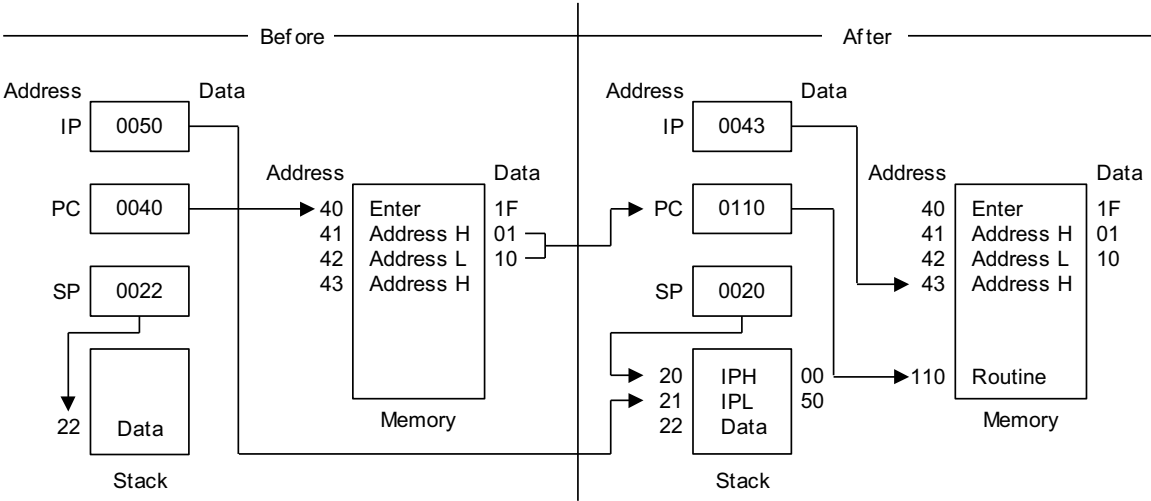 Before
Address Data
IP 0050
PC 0040
SP 0022
22 Data
Stack
Address Data
40 Enter 1F
41 Address H 01
42 Address L 10
43 Address H
Memory
After
Address Data
IP 0043
PC 0110
SP 0020
20 IPH 00
21 IPL 50
22 Data
Stack
Address Data
40 Enter 1F
41 Address H 01
42 Address L 10
43 Address H
110 Routine
Memory